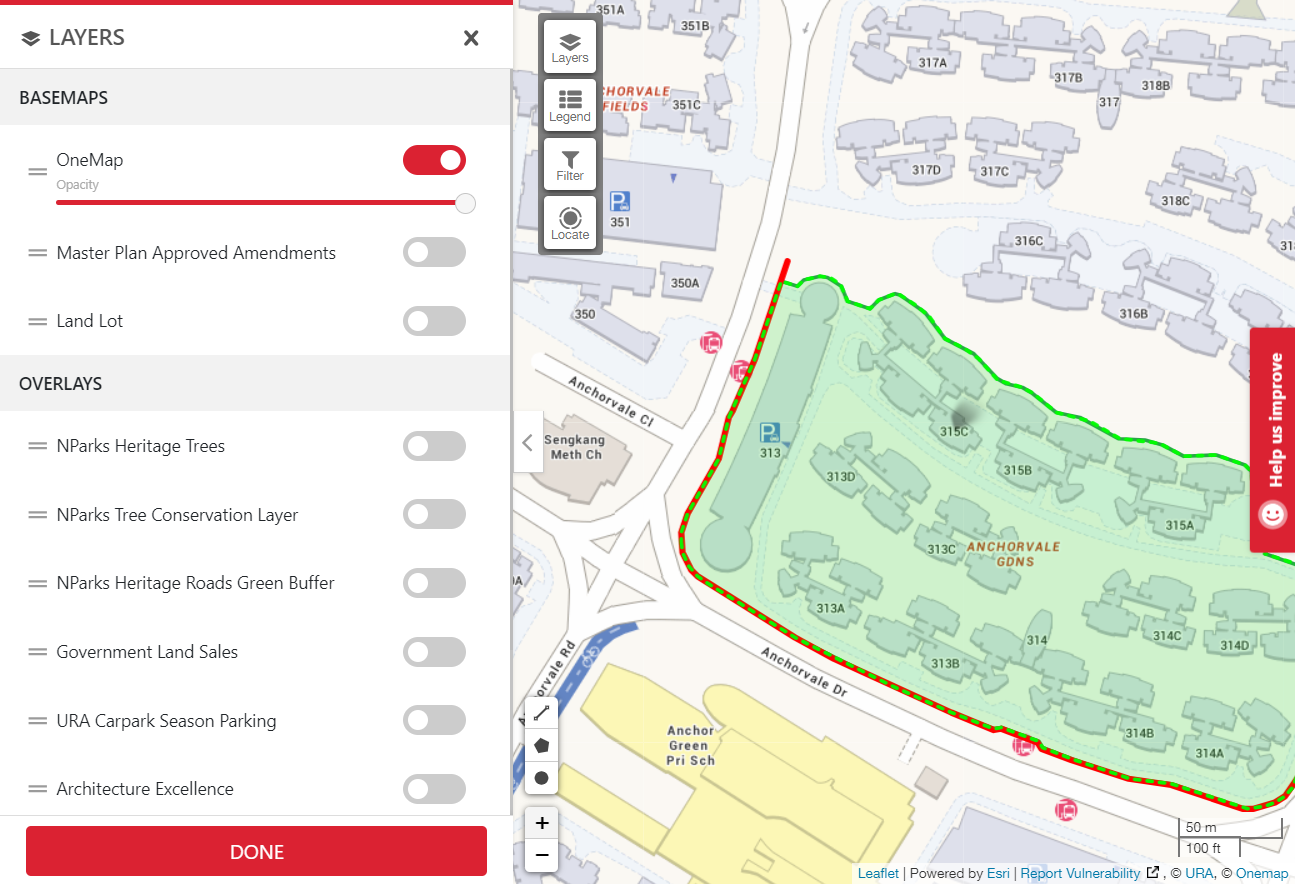 LAYERS
BASEMAPS
OneMap
Opacity
Master Plan Approved Amendments
Land Lot
OVERLAYS
NParks Heritage Trees
NParks Tree Conservation Layer
NParks Heritage Roads Green Buffer
Government Land Sales
URA Carpark Season Parking
Architecture Excellence
DONE
Layers
Legend
Filter
Locate
351A
351B
CHORVALE
FIELDS
351C
351
350A
350
317A
317B
318B
317
317D
317C
318C
316C
316B
Anchorvale Cl
Sengkang
Meth Ch
313
315C
315B
315A
313D
313C
ANCHORVALE
GDNS
313A
313B
314
314C
314D
314B
314A
Anchorvale Dr
orvale Rd
Anchor
Green
Pri Sch
Help us improve
+
−
50 m
100 ft
Leaflet | Powered by Esri | Report Vulnerability , © URA, © Onemap